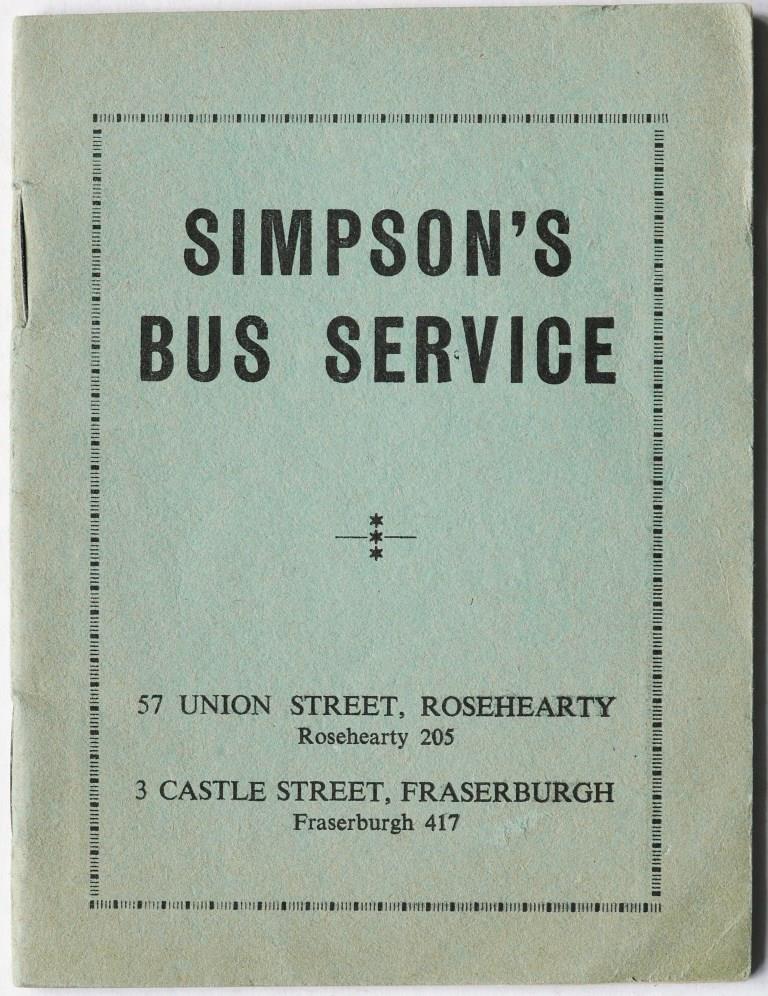 SIMPSON'S
BUS SERVICE
57 UNION STREET, ROSEHEARTY
Rosehearty 205
3 CASTLE STREET, FRASERBURGH
Fraserburgh 417